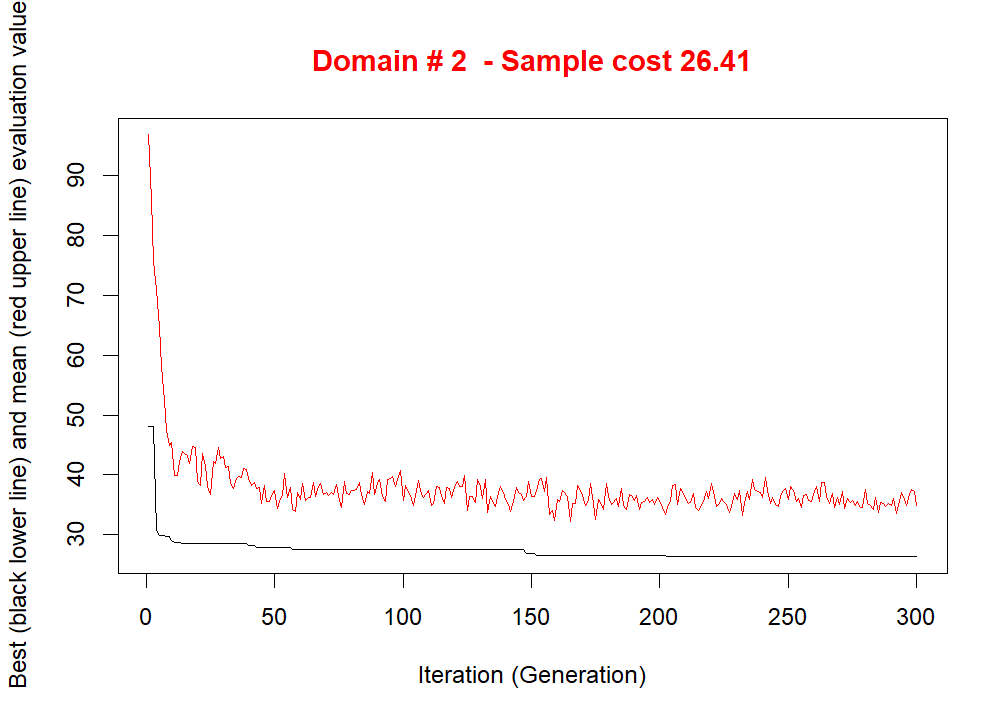 Domain # 2  - Sample cost 26.41
Best (black lower line) and mean (red upper line) evaluation value
90
80
70
60
50
40
30
0 50 100 150 200 250 300
Iteration (Generation)